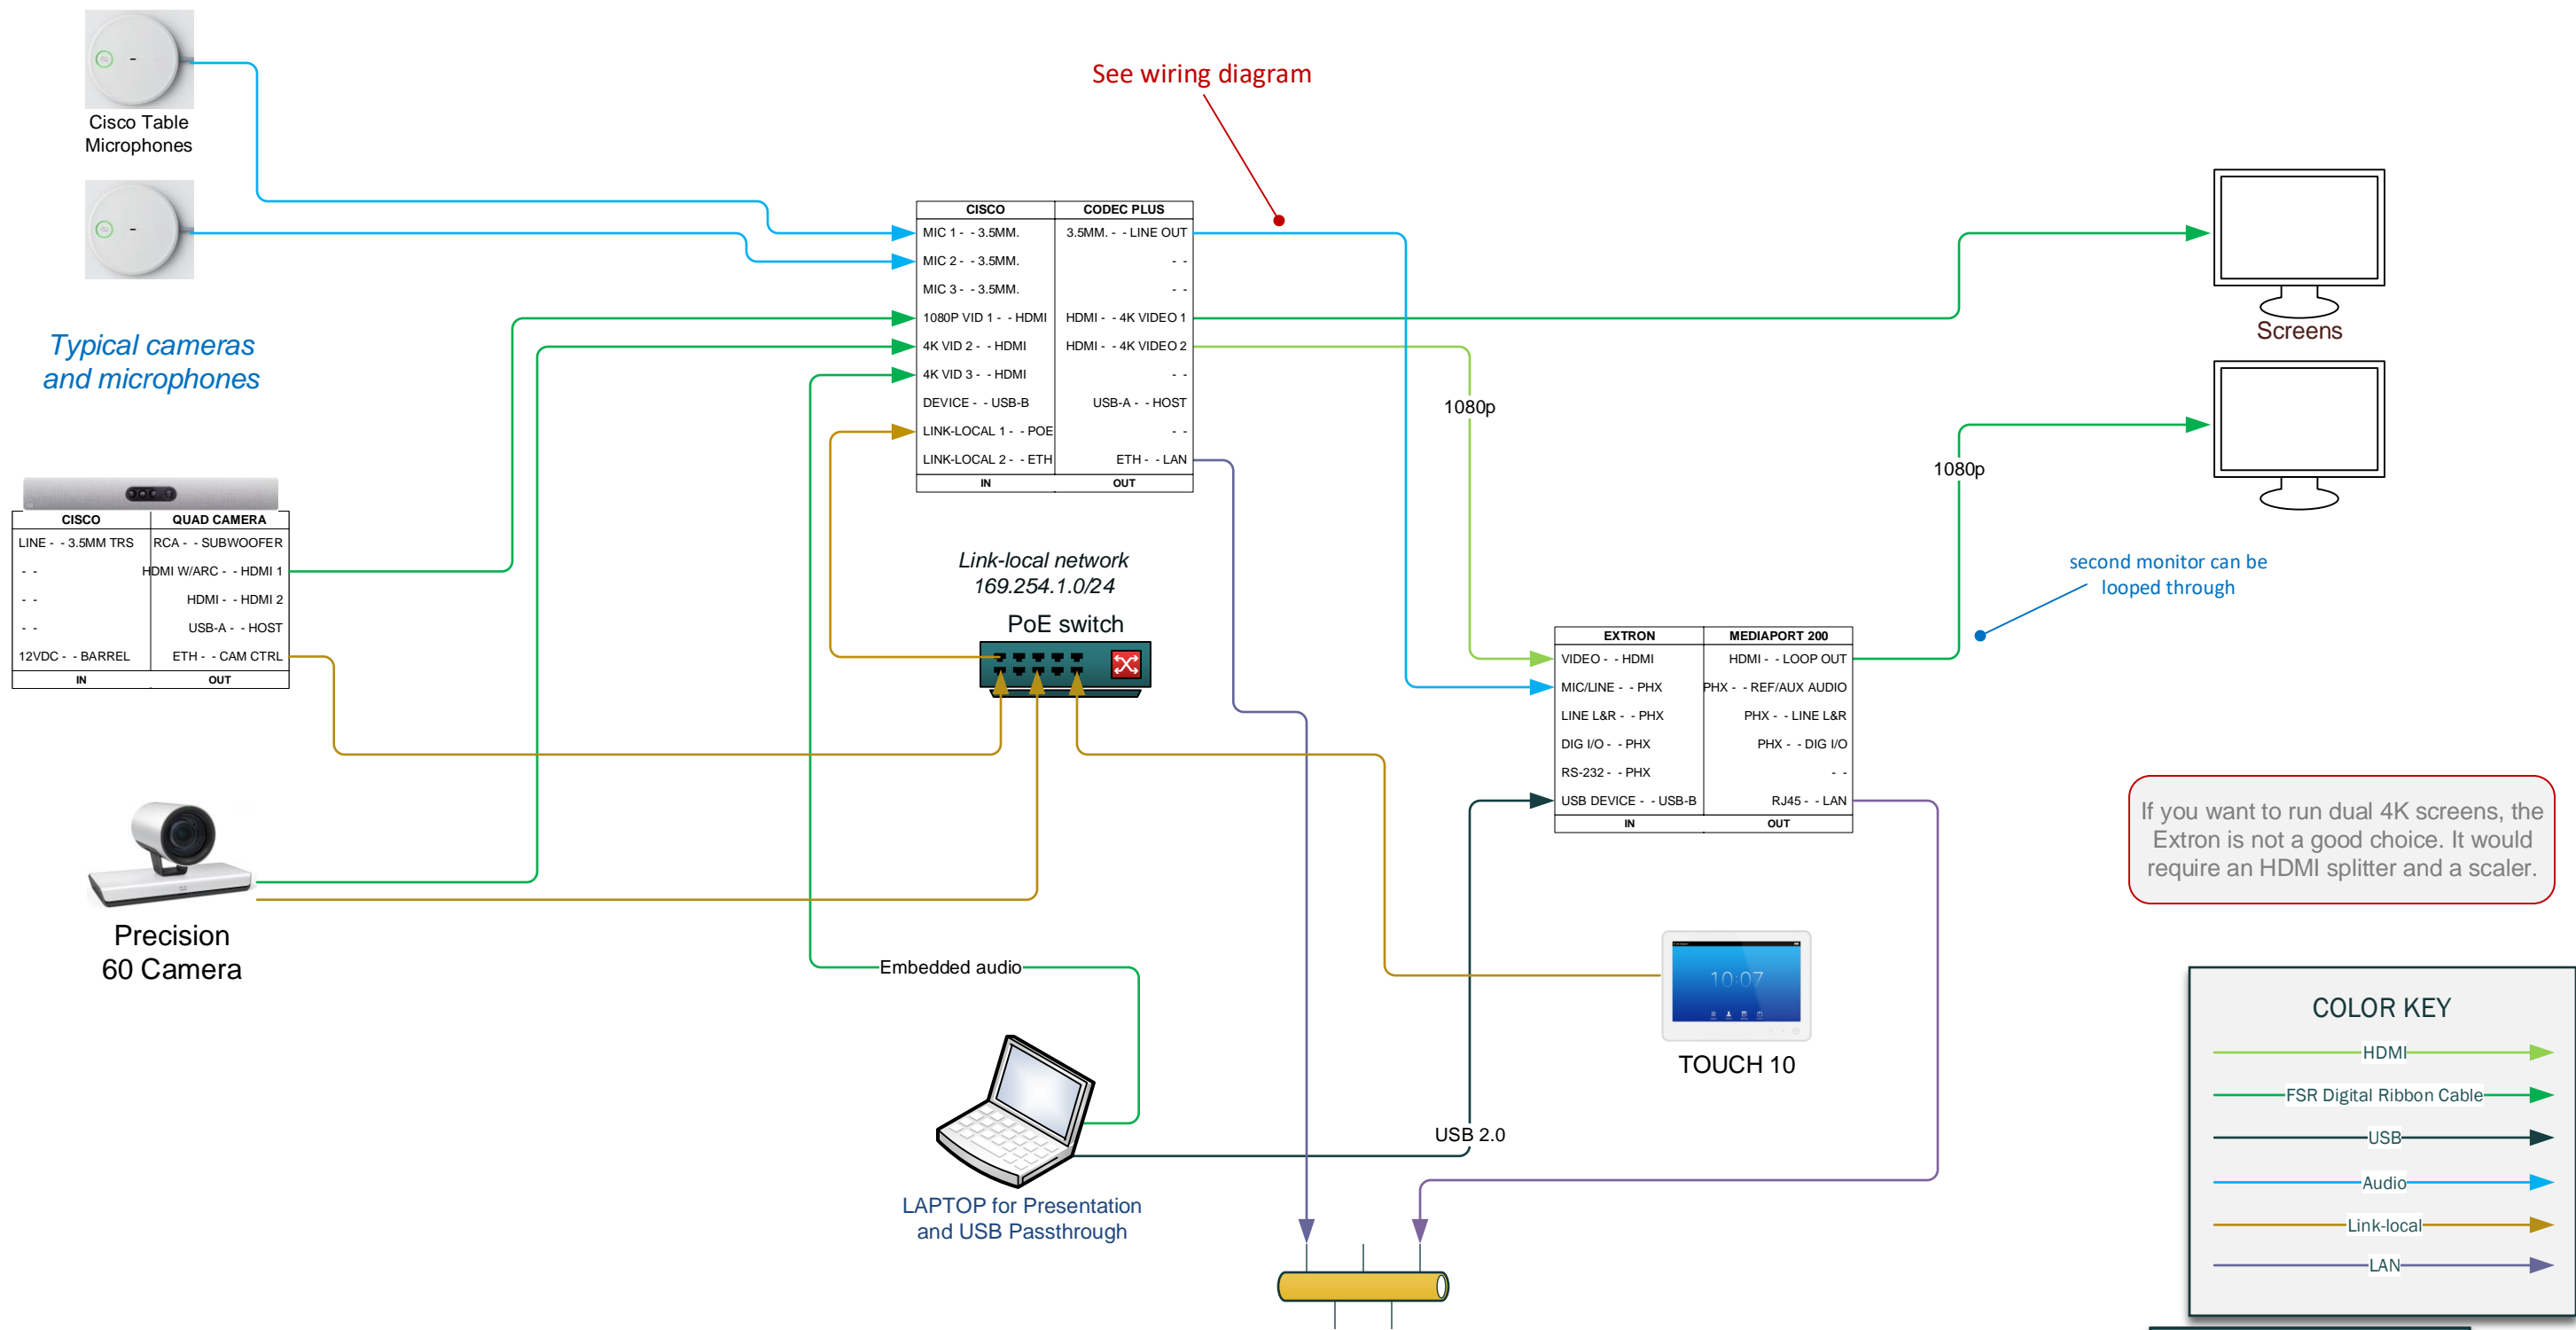 Cisco Table
Microphones
Typical cameras
and microphones
See wiring diagram
CISCO CODEC PLUS
MIC 1 - - 3.5MM. 3.5MM. - - LINE OUT
MIC 2 - - 3.5MM. - -
MIC 3 - - 3.5MM. - -
1080P VID 1 - - HDMI HDMI - - 4K VIDEO 1
4K VID 2 - - HDMI HDMI - - 4K VIDEO 2
4K VID 3 - - HDMI - -
DEVICE - - USB-B USB-A - - HOST
LINK-LOCAL 1 - - POE - -
LINK-LOCAL 2 - - ETH ETH - - LAN
IN OUT
Screens
1080p
1080p
CISCO QUAD CAMERA
LINE - - 3.5MM TRS RCA - - SUBWOOFER
- - HDMI W/ARC - - HDMI 1
- - HDMI - - HDMI 2
- - USB-A - - HOST
12VDC - - BARREL ETH - - CAM CTRL
IN OUT
Link-local network
169.254.1.0/24
PoE switch
second monitor can be
looped through
EXTRON MEDIAPORT 200
VIDEO - - HDMI HDMI - - LOOP OUT
MIC/LINE - - PHX PHX - - REF/AUX AUDIO
LINE L&R - - PHX PHX - - LINE L&R
DIG I/O - - PHX PHX - - DIG I/O
RS-232 - - PHX - -
USB DEVICE - - USB-B RJ45 - - LAN
IN OUT
If you want to run dual 4K screens, the
Extron is not a good choice. It would
require an HDMI splitter and a scaler.
Precision
60 Camera
Embedded audio
10:07
TOUCH 10
USB 2.0
LAPTOP for Presentation
and USB Passthrough
COLOR KEY
HDMI
FSR Digital Ribbon Cable
USB
Audio
Link-local
LAN